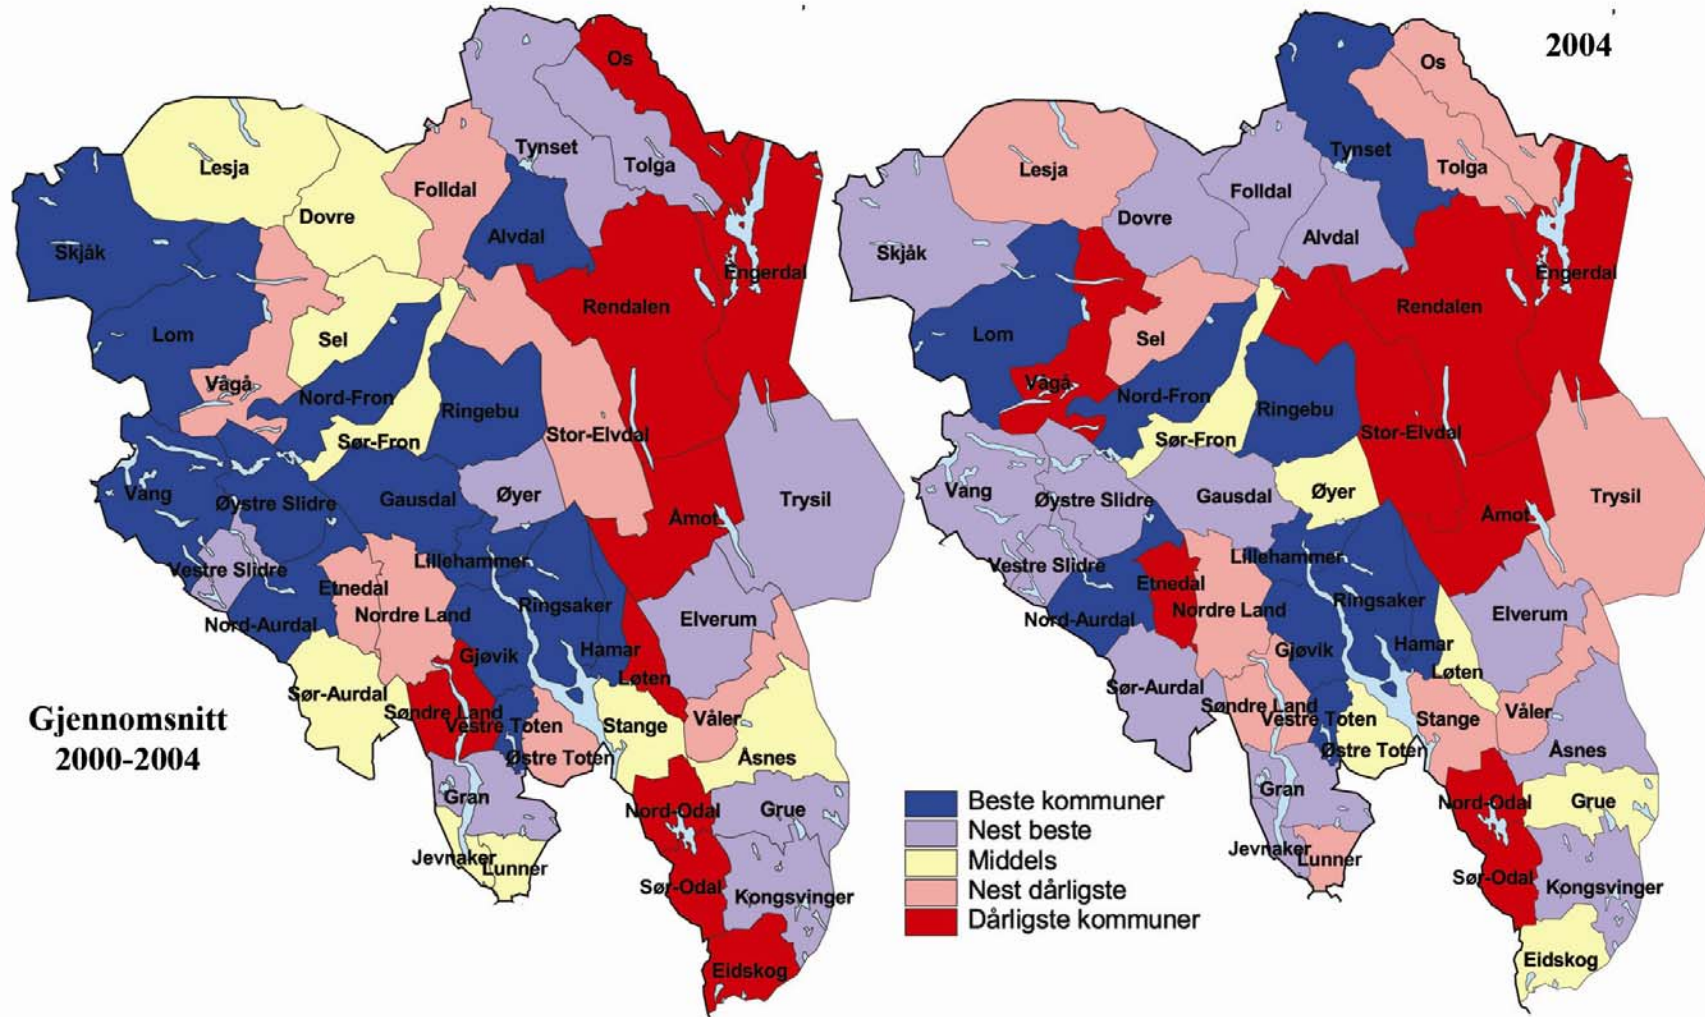 Os
Tynset
Tolga
Lesja
Folldal
Dovre
Alvdal
Skjåk
Engerdal
Rendalen
Lom
Sel
Vågå
Nord-Fron
Ringebu
Sør-Fron
Stor-Elvdal
Vang
Øystre Slidre
Gausdal
Øyer
Trysil
Åmot
Vestre Slidre
Lillehammer
Etnedal
Nordre Land
Ringsaker
Elverum
Nord-Aurdal
Gjøvik
Hamar
Løten
Sør-Aurdal
Søndre Land
Vestre Toten
Stange
Våler
Østre Toten
Åsnes
Gran
Nord-Odal
Grue
Jevnaker
Lunner
Sør-Odal
Kongsvinger
Eidskog
Gjennomsnitt
2000-2004
Beste kommuner
Nest beste
Middels
Nest dårligste
Dårligste kommuner
2004
Os
Tynset
Tolga
Lesja
Folldal
Dovre
Alvdal
Skjåk
Engerdal
Rendalen
Lom
Sel
Vågå
Nord-Fron
Ringebu
Sør-Fron
Stor-Elvdal
Vang
Øystre Slidre
Gausdal
Øyer
Trysil
Åmot
Vestre Slidre
Lillehammer
Etnedal
Nordre Land
Ringsaker
Elverum
Nord-Aurdal
Gjøvik
Hamar
Løten
Sør-Aurdal
Søndre Land
Vestre Toten
Stange
Våler
Østre Toten
Åsnes
Gran
Nord-Odal
Grue
Jevnaker
Lunner
Sør-Odal
Kongsvinger
Eidskog